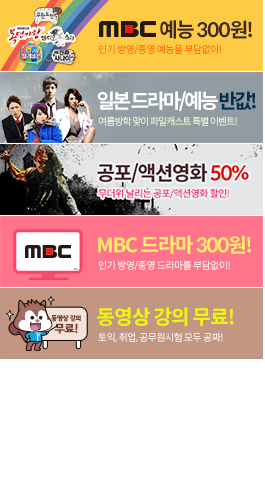 MBC 예능 300원!
인기 방영/종영 예능을 부담없이!
일본 드라마/예능 반값!
여름방학 맞이 파일캐스트 특별 이벤트!
공포/액션영화 50%
무더위 날리는 공포/액션영화 할인!
MBC
MBC 드라마 300원!
인기 방영/종영 드라마를 부담없이!
동영상 강의
무료!
동영상 강의 무료!
토익, 취업, 공무원시험 모두 공짜!